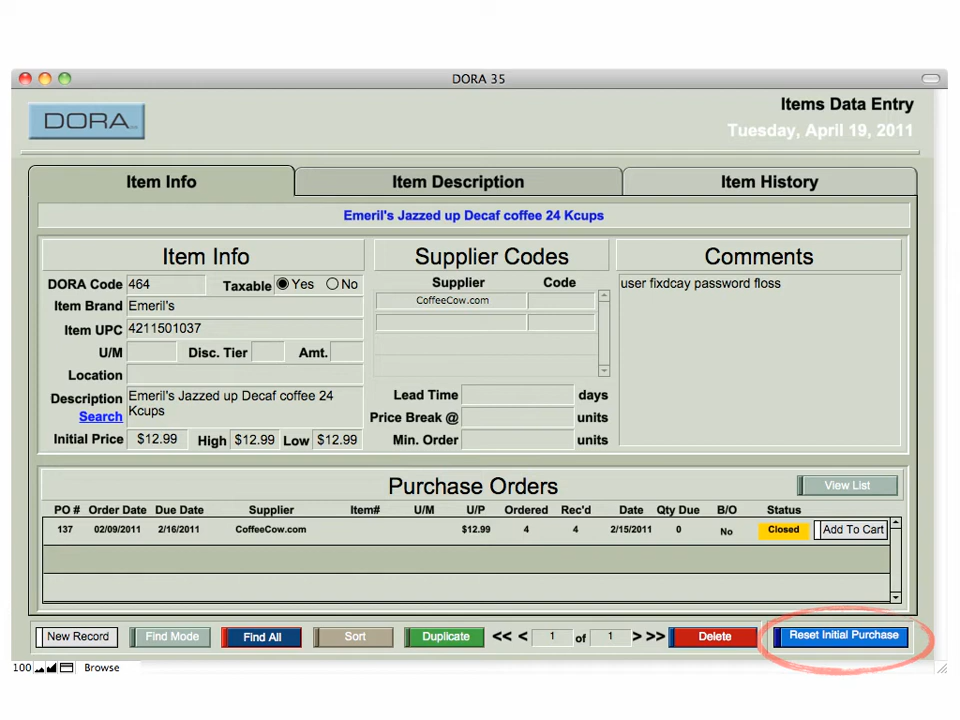 DORA 35
DORA
Items Data Entry
Tuesday, April 19, 2011
Item Info
Item Description
Item History
Emeril's Jazzed up Decaf coffee 24 Kcups
Item Info
DORA Code 464 Taxable Yes No
Item Brand Emeril's
Item UPC 4211501037
U/M Disc. Tier Amt.
Location
Description Emeril's Jazzed up Decaf coffee 24
Search Kcups
Initial Price $12.99 High $12.99 Low $12.99
Supplier Codes
Supplier Code
CoffeeCow.com
Lead Time days
Price Break @ units
Min. Order units
Comments
user fixdcay password floss
Purchase Orders
View List
PO # Order Date Due Date Supplier Item# U/M U/P Ordered Rec'd Date Qty Due B/O Status
137 02/09/2011 2/16/2011 CoffeeCow.com $12.99 4 4 2/15/2011 0 No Closed Add To Cart
New Record Find Mode Find All Sort Duplicate << < 1 of 1 > >> Delete Reset Initial Purchase
100 Browse